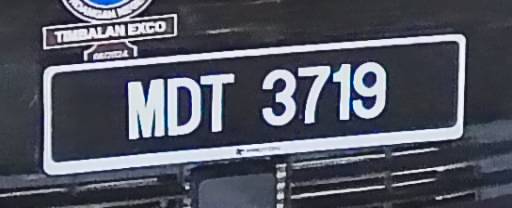 TIMBALAN EXCO
MDT 3719